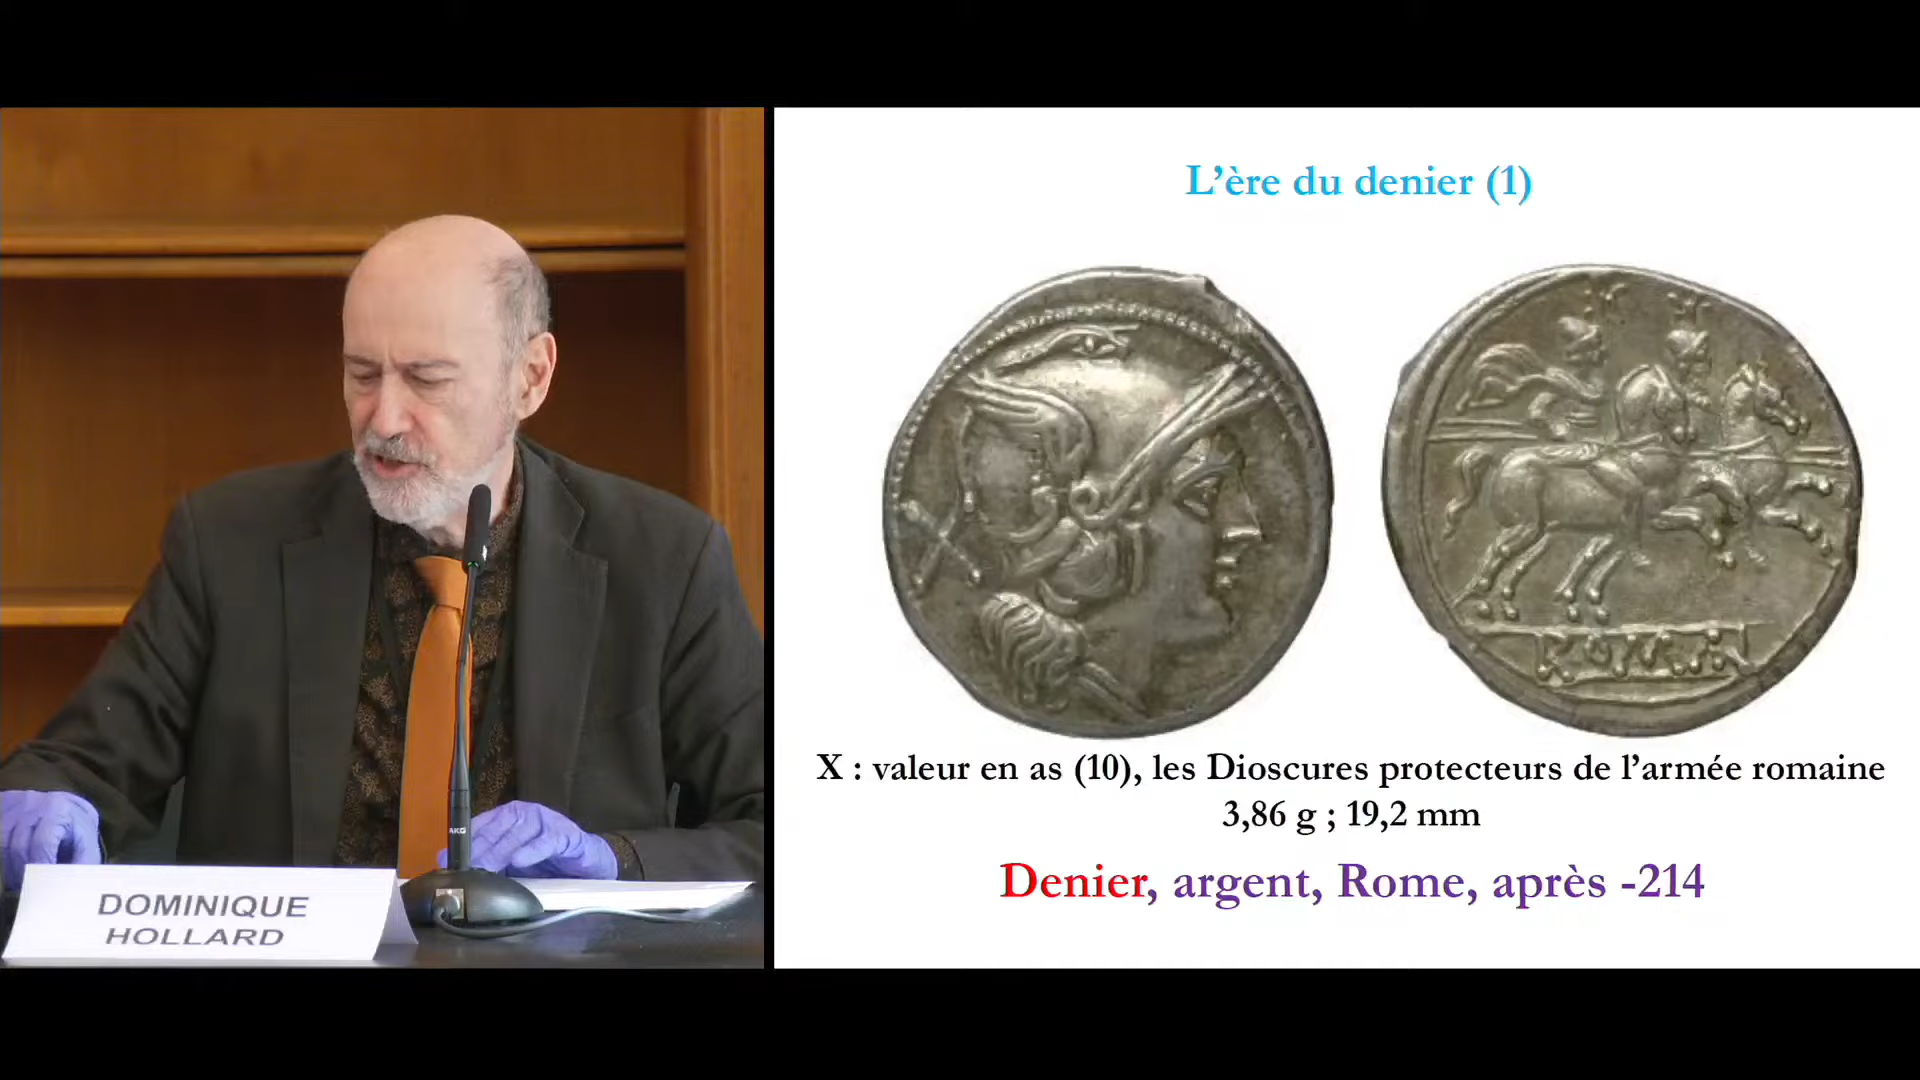 L’ère du denier (1)
X
ROMA
X : valeur en as (10), les Dioscures protecteurs de l’armée romaine
3,86 g ; 19,2 mm
Denier, argent, Rome, après -214
AKG
DOMINIQUE
HOLLARD